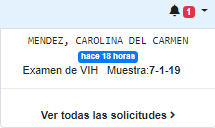 1
MENDEZ, CAROLINA DEL CARMEN
hace 18 horas
Examen de VIH Muestra:7-1-19
Ver todas las solicitudes >